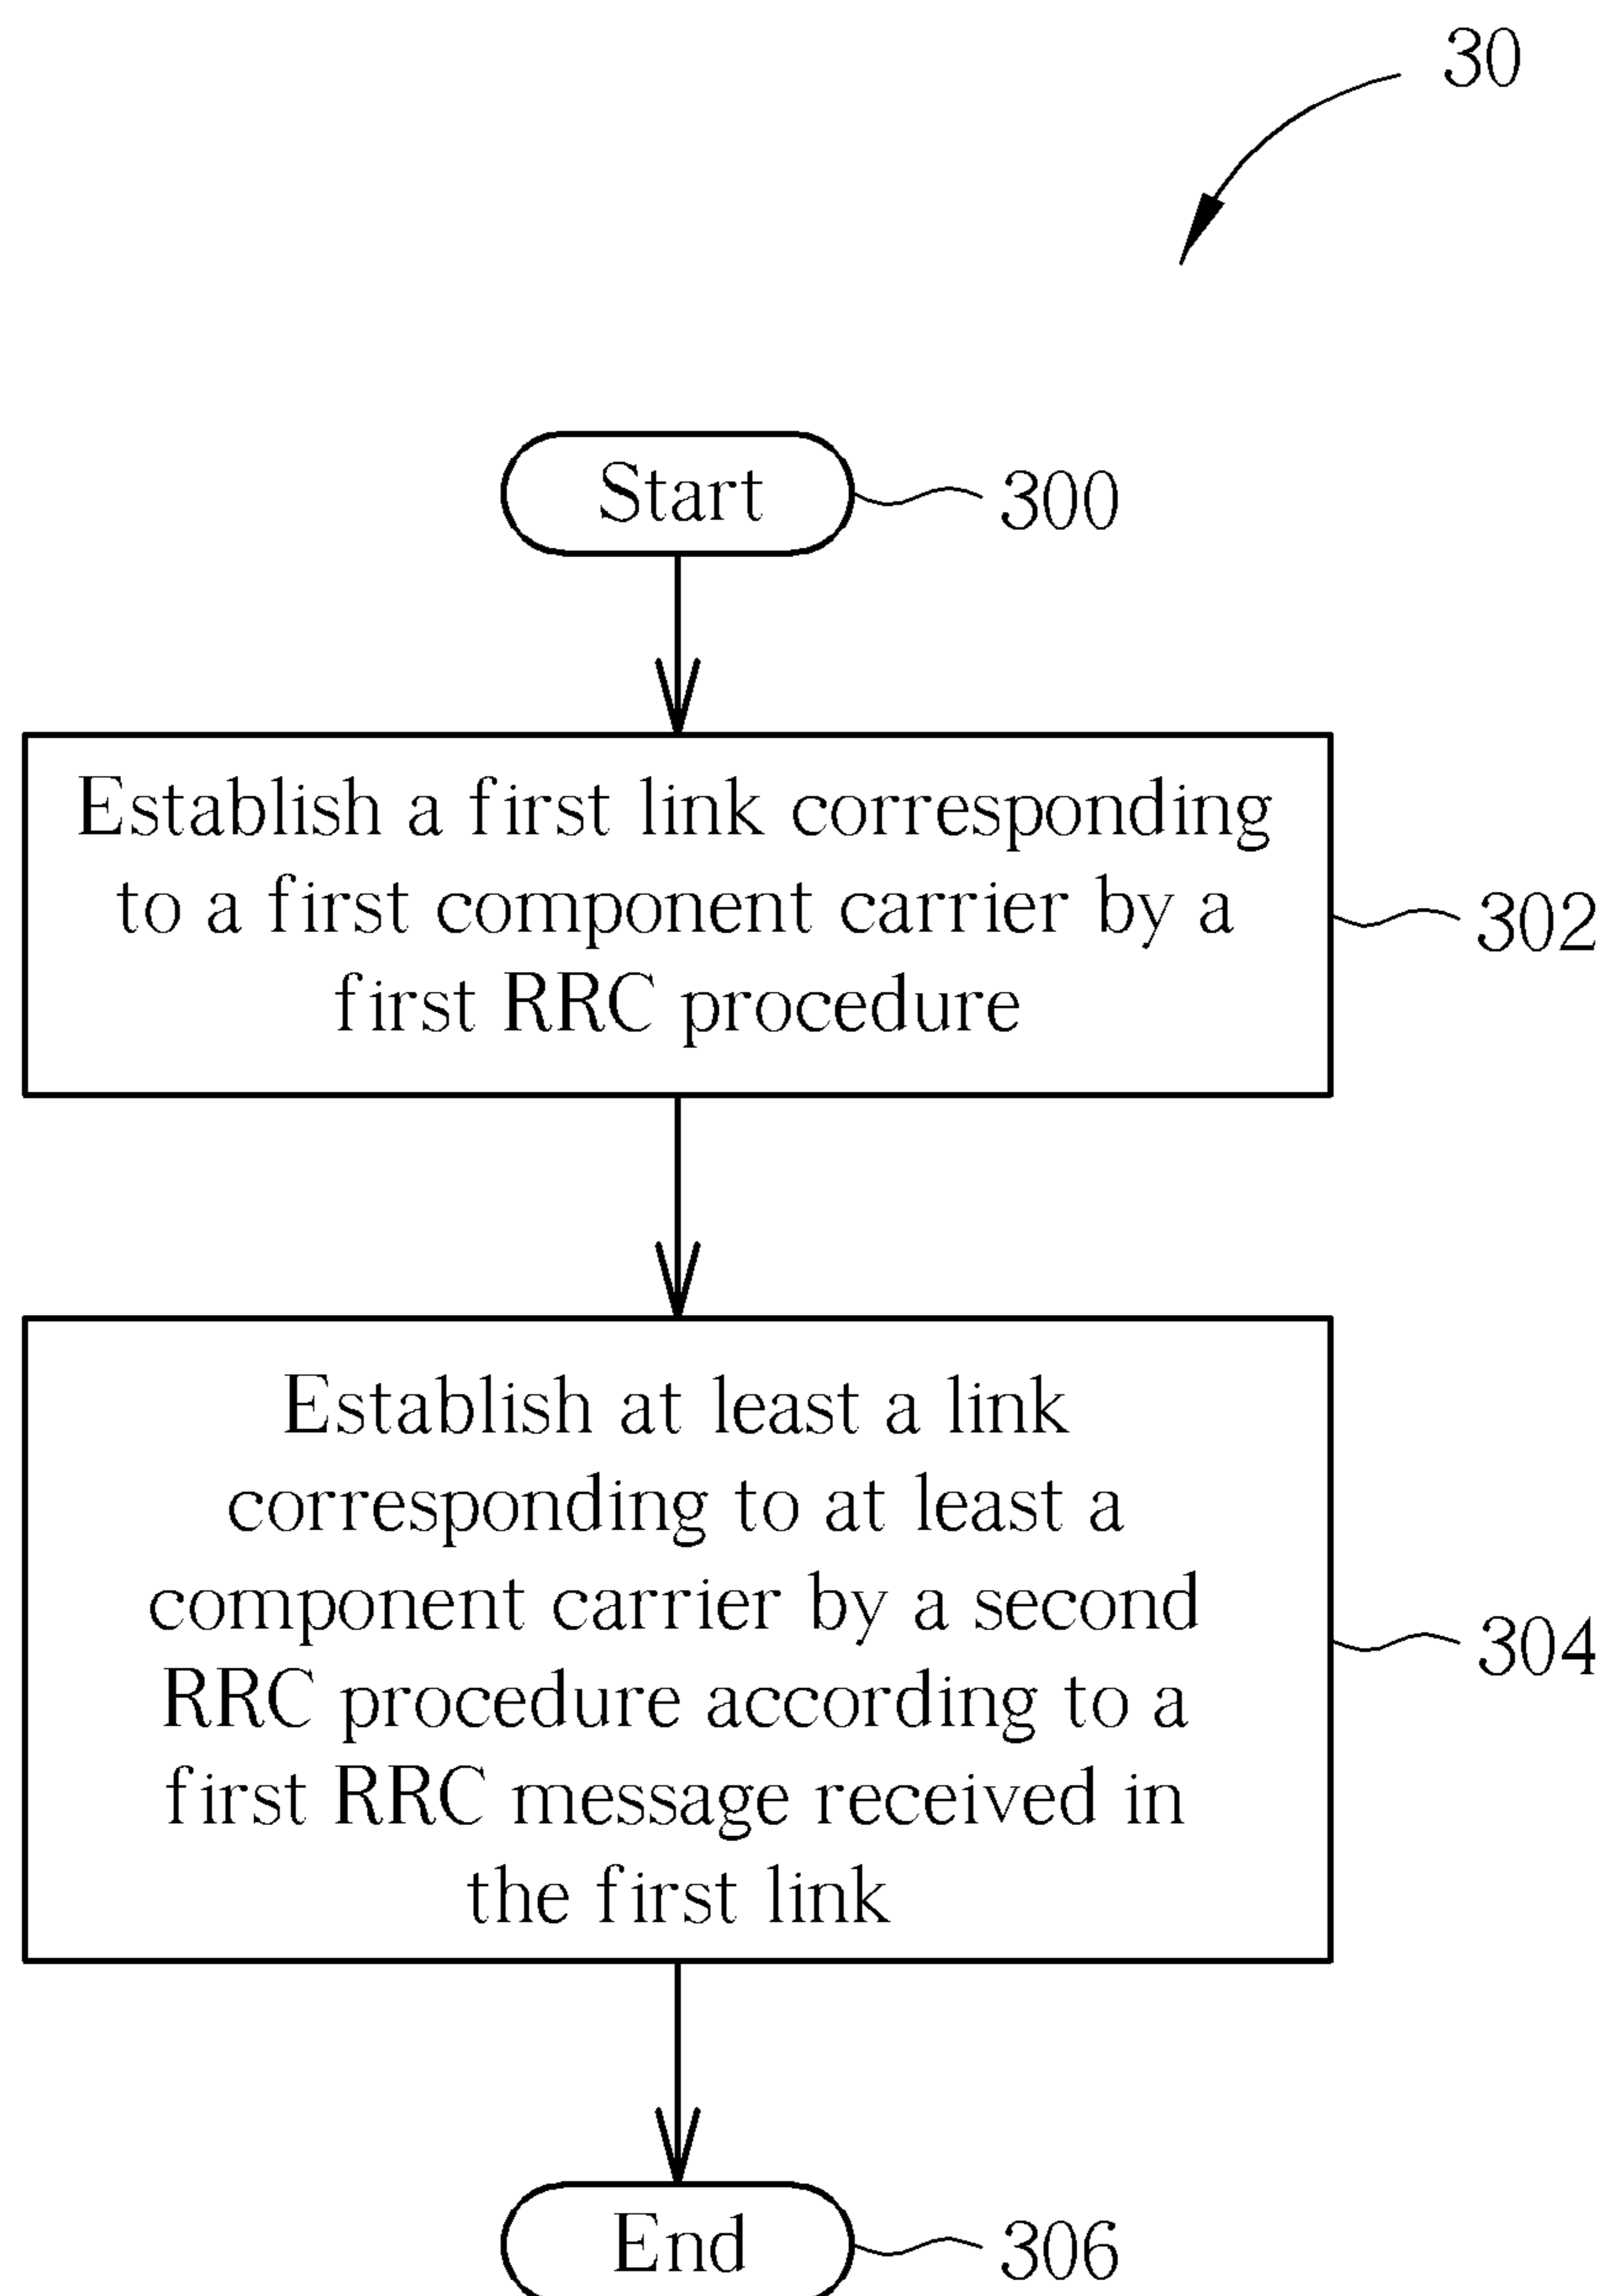 30
Start
300
Establish a first link corresponding
to a first component carrier by a
first RRC procedure
302
Establish at least a link
corresponding to at least a
component carrier by a second
RRC procedure according to a
first RRC message received in
the first link
304
End
306